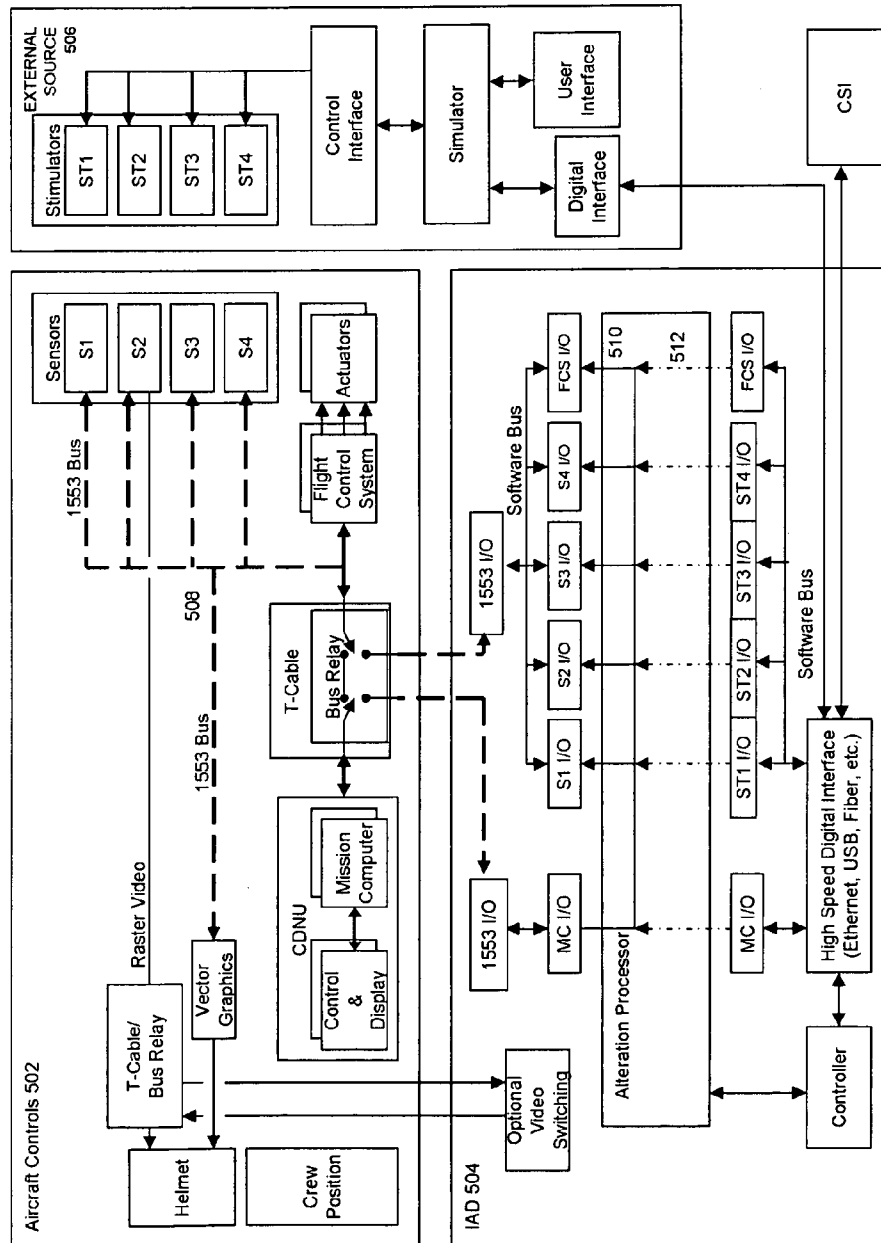 Aircraft Controls 502
Helmet
Crew
Position
T-Cable/
Bus Relay
Raster Video
Vector
Graphics
1553 Bus
508
1553 Bus
CDNU
Control
&
Display
Mission
Computer
T-Cable
Bus Relay
Flight
Control
System
Actuators
Sensors
S1
S2
S3
S4
EXTERNAL
SOURCE
506
Stimulators
ST1
ST2
ST3
ST4
Control
Interface
Simulator
Digital
Interface
User
Interface
IAD 504
Optional
Video
Switching
1553 I/O
1553 I/O
Software Bus
MC I/O
S1 I/O
S2 I/O
S3 I/O
S4 I/O
FCS I/O
Alteration Processor
510
512
MC I/O
ST1 I/O
ST2 I/O
ST3 I/O
ST4 I/O
FCS I/O
Software Bus
Controller
High Speed Digital Interface
(Ethernet, USB, Fiber, etc.)
CSI